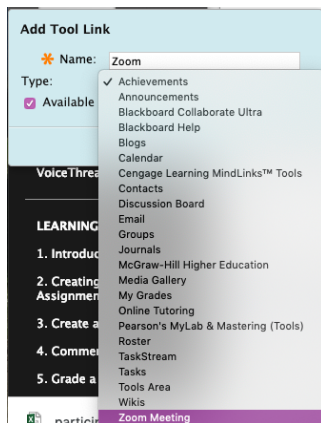 Add Tool Link
Name: Zoom
Type:
✓ Achievements
Available
Announcements
Blackboard Collaborate Ultra
Blackboard Help
Blogs
Calendar
Cengage Learning MindLinks™ Tools
Contacts
Discussion Board
Email
Groups
Journals
McGraw-Hill Higher Education
Media Gallery
My Grades
Online Tutoring
Pearson's MyLab & Mastering (Tools)
Roster
TaskStream
Tasks
Tools Area
Wikis
Zoom Meeting
VoiceThrea
LEARNING
1. Introduc
2. Creating
Assignmen
3. Create a
4. Commer
5. Grade a
particip